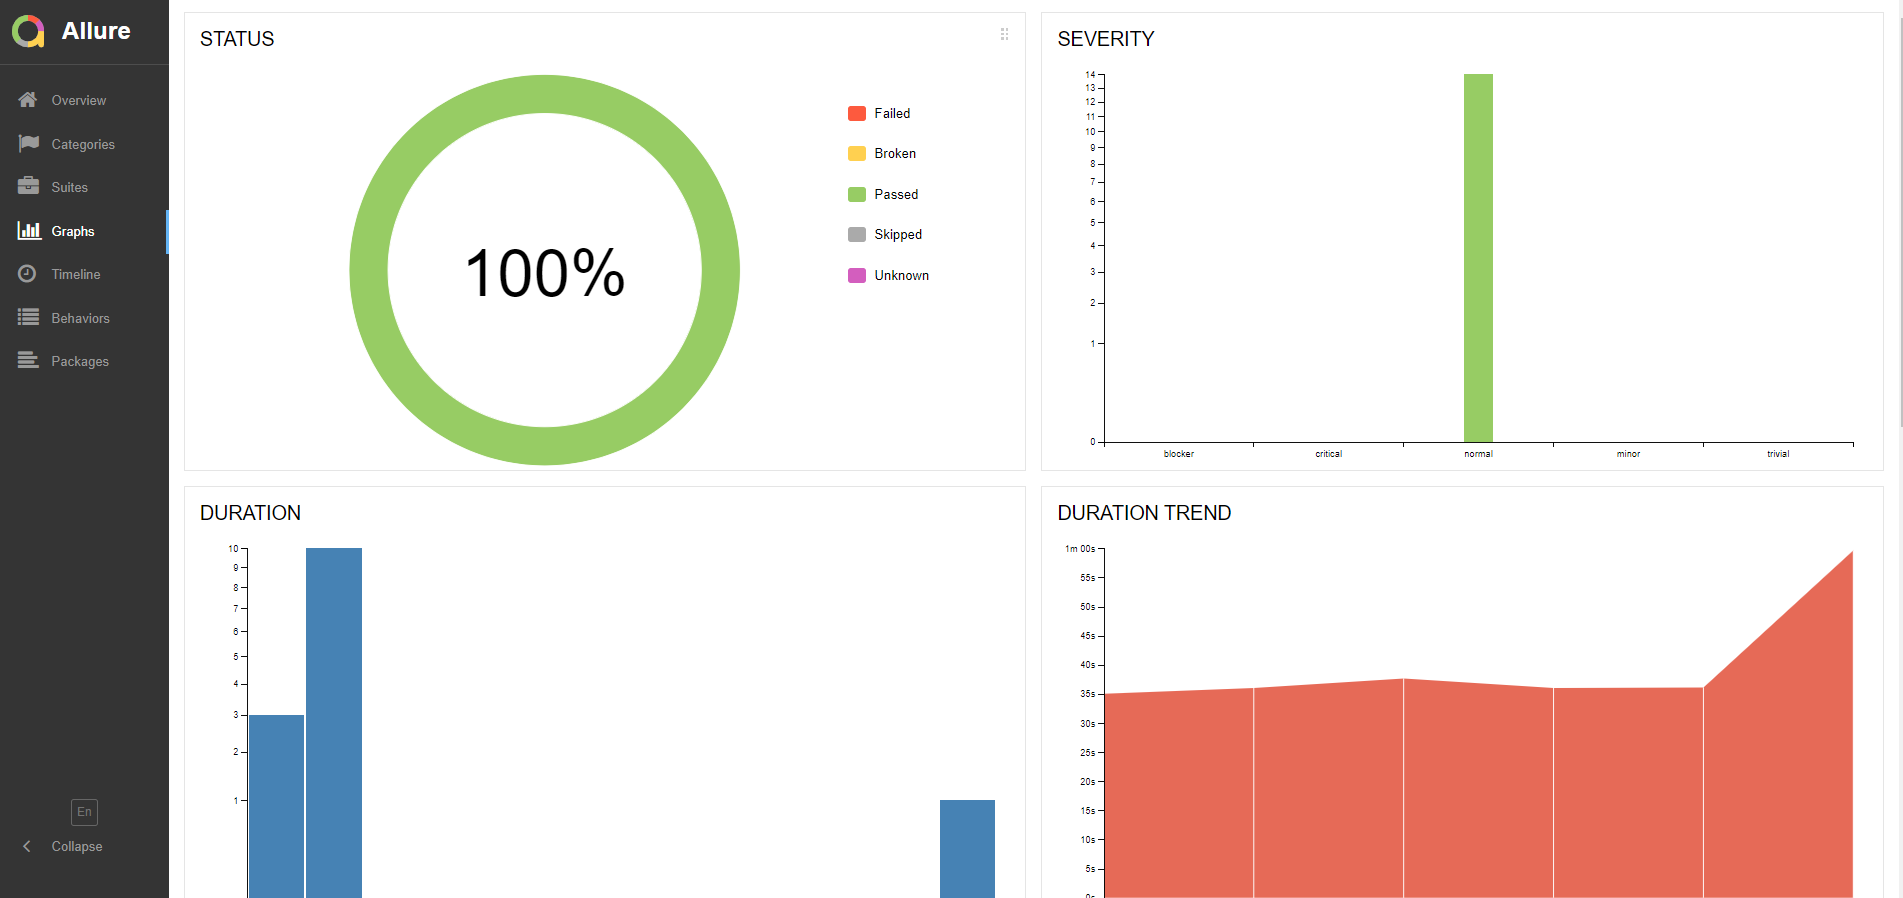 Allure
Overview
Categories
Suites
Graphs
Timeline
Behaviors
Packages
En
Collapse
STATUS
100%
Failed
Broken
Passed
Skipped
Unknown
SEVERITY
14
13
12
11
10
9
8
7
6
5
4
3
2
1
0
blocker critical normal minor trivial
DURATION
10
9
8
7
6
5
4
3
2
1
DURATION TREND
1m 00s
55s
50s
45s
40s
35s
30s
25s
20s
15s
10s
5s
0s